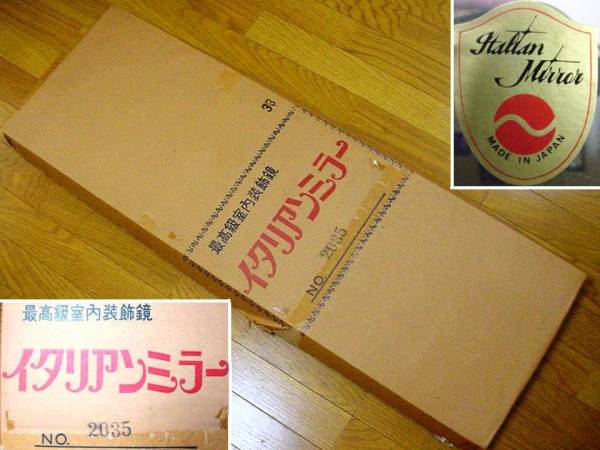 Italian
Mirror
MADE IN JAPAN
33
最高級室内装飾鏡
イタリアンミラー
NO. 2035
最高級室内装飾鏡
イタリアンミラー
NO. 2035